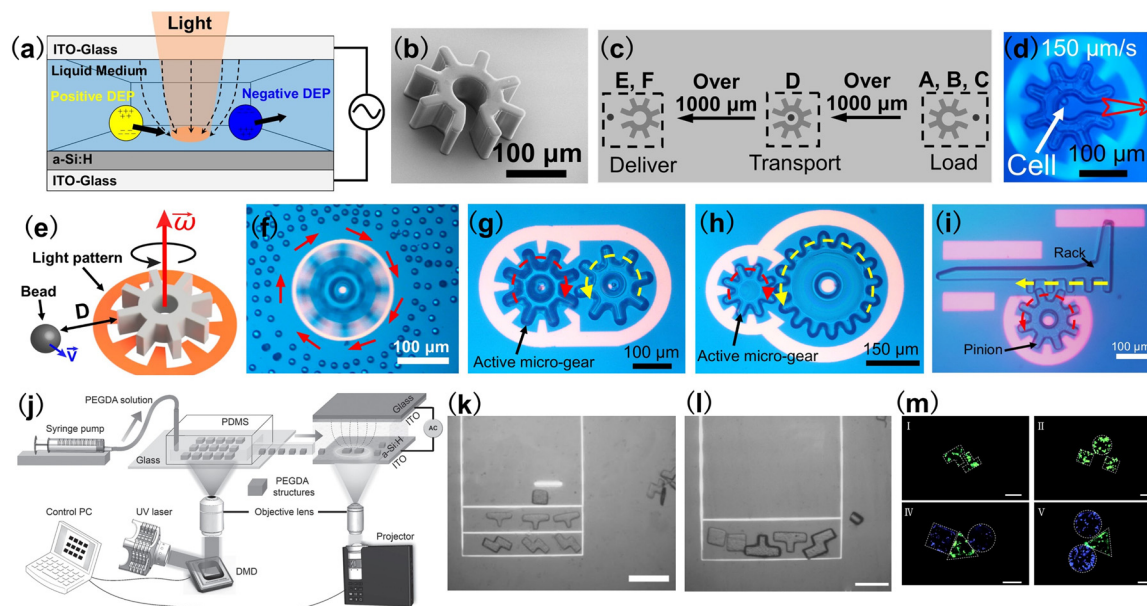 (a)
Light
ITO-Glass
Liquid Medium
Positive DEP
Negative DEP
a-Si:H
ITO-Glass
(b)
100 μm
(c)
E, F
Over
1000 μm
D
Over
1000 μm
A, B, C
Deliver
Transport
Load
(d)
150 μm/s
Cell
100 μm
(e)
ω
Light pattern
Bead
D
v
(f)
100 μm
(g)
Active micro-gear
100 μm
(h)
Active micro-gear
150 μm
(i)
Rack
Pinion
100 μm
(j)
PEGDA solution
Syringe pump
PDMS
Glass
Glass
ITO
AC
a-Si:H
ITO
PEGDA
structures
Control PC
UV laser
Objective lens
Projector
DMD
(k)
(l)
(m)
I
II
IV
V